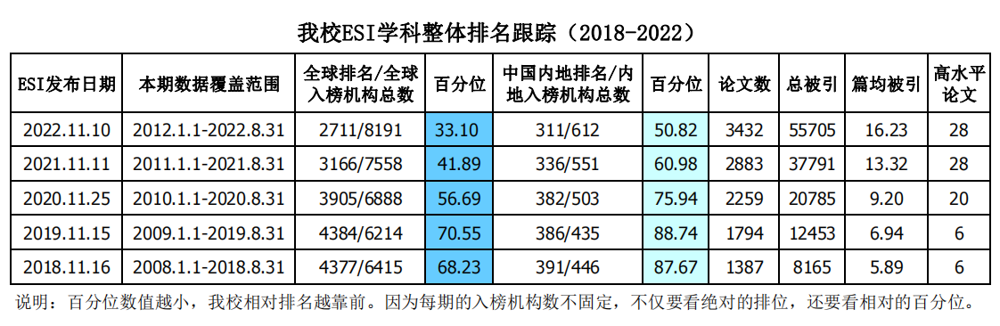 我校ESI学科整体排名跟踪（2018-2022）
ESI发布日期 本期数据覆盖范围 全球排名/全球入榜机构总数 百分位 中国内地排名/内地入榜机构总数 百分位 论文数 总被引 篇均被引 高水平论文
2022.11.10 2012.1.1-2022.8.31 2711/8191 33.10 311/612 50.82 3432 55705 16.23 28
2021.11.11 2011.1.1-2021.8.31 3166/7558 41.89 336/551 60.98 2883 37791 13.32 28
2020.11.25 2010.1.1-2020.8.31 3905/6888 56.69 382/503 75.94 2259 20785 9.20 20
2019.11.15 2009.1.1-2019.8.31 4384/6214 70.55 386/435 88.74 1794 12453 6.94 6
2018.11.16 2008.1.1-2018.8.31 4377/6415 68.23 391/446 87.67 1387 8165 5.89 6
说明：百分位数值越小，我校相对排名越靠前。因为每期的入榜机构数不固定，不仅要看绝对的排位，还要看相对的百分位。